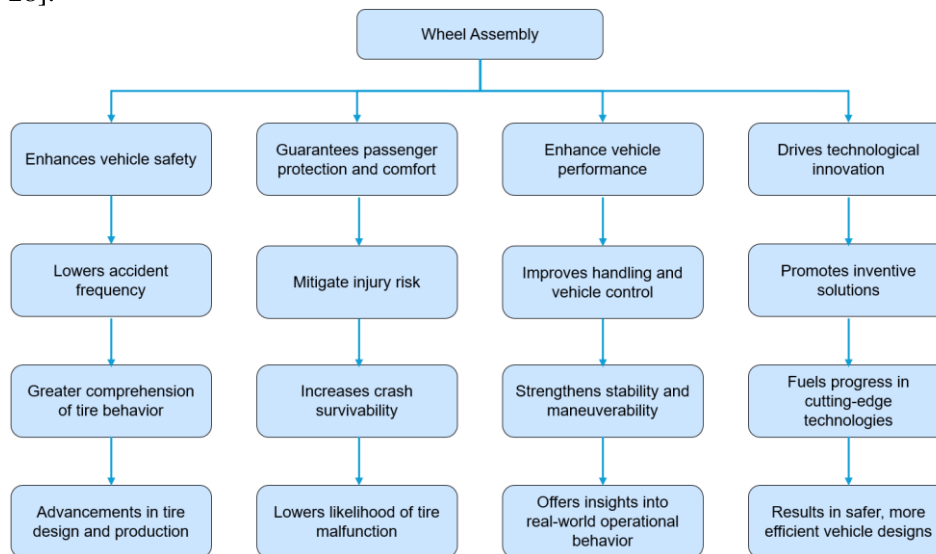 28].
Wheel Assembly
Enhances vehicle safety
Guarantees passenger
protection and comfort
Enhance vehicle
performance
Drives technological
innovation
Lowers accident
frequency
Mitigate injury risk
Improves handling and
vehicle control
Promotes inventive
solutions
Greater comprehension
of tire behavior
Increases crash
survivability
Strengthens stability and
maneuverability
Fuels progress in
cutting-edge
technologies
Advancements in tire
design and production
Lowers likelihood of tire
malfunction
Offers insights into
real-world operational
behavior
Results in safer, more
efficient vehicle designs